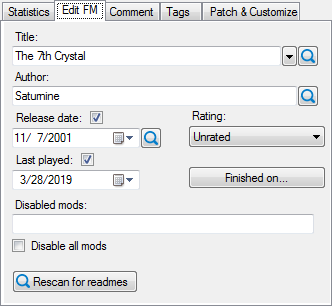 Statistics Edit FM Comment Tags Patch & Customize
Title:
The 7th Crystal
Author:
Saturnine
Release date: Rating:
11/ 7/2001 Unrated
Last played:
3/28/2019 Finished on...
Disabled mods:
Disable all mods
Rescan for readmes